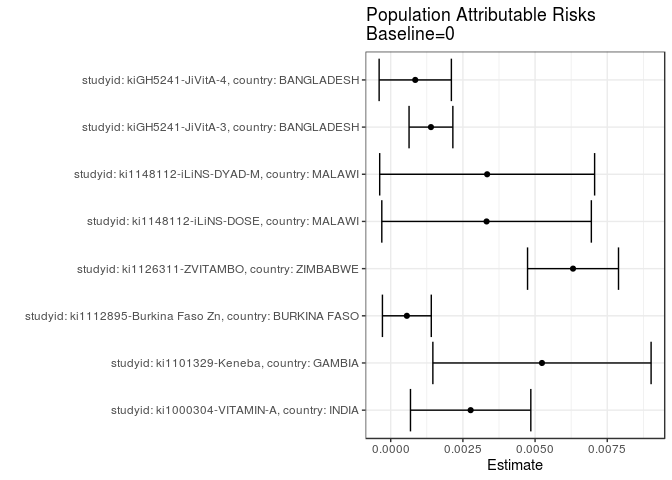 Population Attributable Risks
Baseline=0
studyid: kiGH5241-JiVitA-4, country: BANGLADESH
studyid: kiGH5241-JiVitA-3, country: BANGLADESH
studyid: ki1148112-iLiNS-DYAD-M, country: MALAWI
studyid: ki1148112-iLiNS-DOSE, country: MALAWI
studyid: ki1126311-ZVITAMBO, country: ZIMBABWE
studyid: ki1112895-Burkina Faso Zn, country: BURKINA FASO
studyid: ki1101329-Keneba, country: GAMBIA
studyid: ki1000304-VITAMIN-A, country: INDIA
0.0000 0.0025 0.0050 0.0075
Estimate